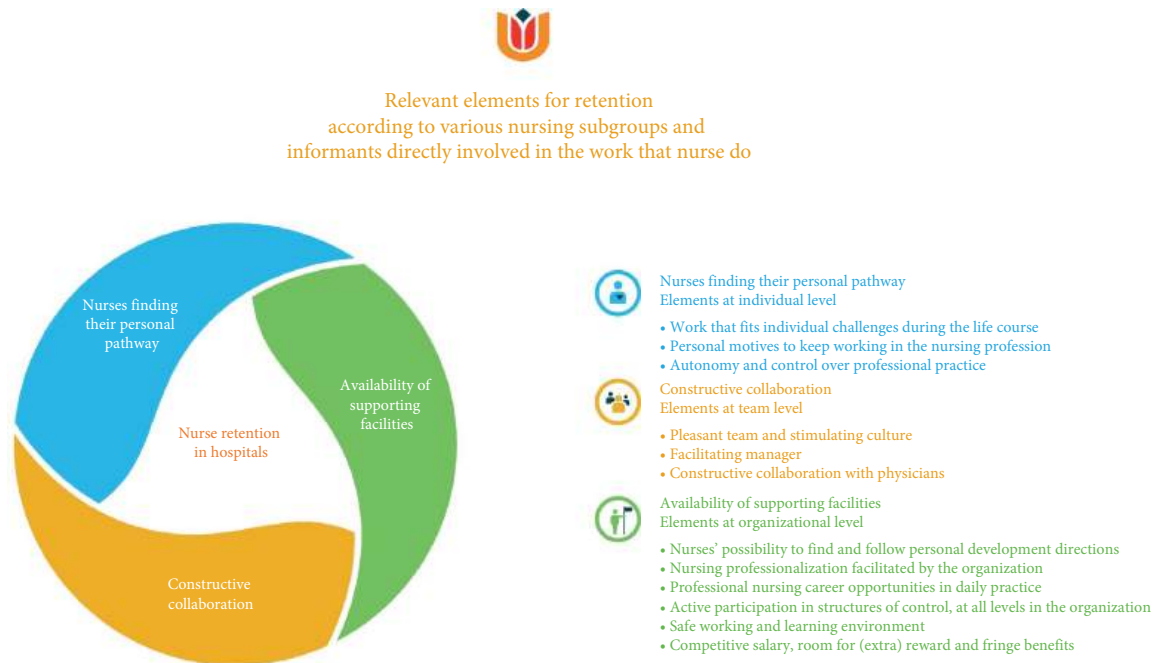 Relevant elements for retention
according to various nursing subgroups and
informants directly involved in the work that nurse do
Nurses finding
their personal
pathway
Availability of
supporting
facilities
Nurse retention
in hospitals
Constructive
collaboration
Nurses finding their personal pathway
Elements at individual level
• Work that fits individual challenges during the life course
• Personal motives to keep working in the nursing profession
• Autonomy and control over professional practice
Constructive collaboration
Elements at team level
• Pleasant team and stimulating culture
• Facilitating manager
• Constructive collaboration with physicians
Availability of supporting facilities
Elements at organizational level
• Nurses’ possibility to find and follow personal development directions
• Nursing professionalization facilitated by the organization
• Professional nursing career opportunities in daily practice
• Active participation in structures of control, at all levels in the organization
• Safe working and learning environment
• Competitive salary, room for (extra) reward and fringe benefits